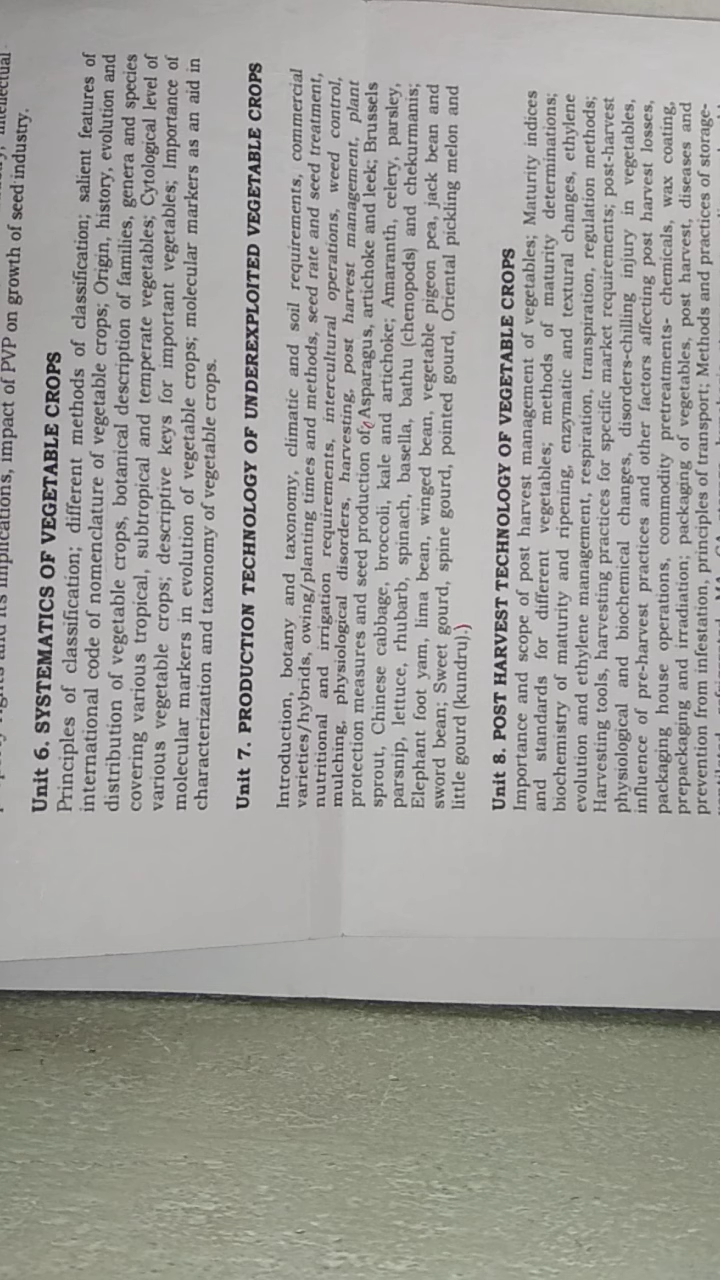 its implications, impact of PVP on growth of seed industry.
Unit 6. SYSTEMATICS OF VEGETABLE CROPS
Principles of classification; different methods of classification; salient features of
international code of nomenclature of vegetable crops; Origin, history, evolution and
distribution of vegetable crops, botanical description of families, genera and species
covering various tropical, subtropical and temperate vegetables; Cytological level of
various vegetable crops; descriptive keys for important vegetables; Importance of
molecular markers in evolution of vegetable crops; molecular markers as an aid in
characterization and taxonomy of vegetable crops.
Unit 7. PRODUCTION TECHNOLOGY OF UNDEREXPLOITED VEGETABLE CROPS
Introduction, botany and taxonomy, climatic and soil requirements, commercial
varieties/hybrids, owing/planting times and methods, seed rate and seed treatment,
nutritional and irrigation requirements, intercultural operations, weed control,
mulching, physiological disorders, harvesting, post harvest management, plant
protection measures and seed production of Asparagus, artichoke and leek; Brussels
sprout, Chinese cabbage, broccoli, kale and artichoke; Amaranth, celery, parsley,
parsnip, lettuce, rhubarb, spinach, basella, bathu (chenopods) and chekurmanis;
Elephant foot yam, lima bean, winged bean, vegetable pigeon pea, jack bean and
sword bean; Sweet gourd, spine gourd, pointed gourd, Oriental pickling melon and
little gourd (kundru).)
Unit 8. POST HARVEST TECHNOLOGY OF VEGETABLE CROPS
Importance and scope of post harvest management of vegetables; Maturity indices
and standards for different vegetables; methods of maturity determinations;
biochemistry of maturity and ripening, enzymatic and textural changes, ethylene
evolution and ethylene management, respiration, transpiration, regulation methods;
Harvesting tools, harvesting practices for specific market requirements; post-harvest
physiological and biochemical changes, disorders-chilling injury in vegetables,
influence of pre-harvest practices and other factors affecting post harvest losses,
packaging house operations, commodity pretreatments- chemicals, wax coating,
prepackaging and irradiation; packaging of vegetables, post harvest, diseases and
prevention from infestation, principles of transport; Methods and practices of storage-